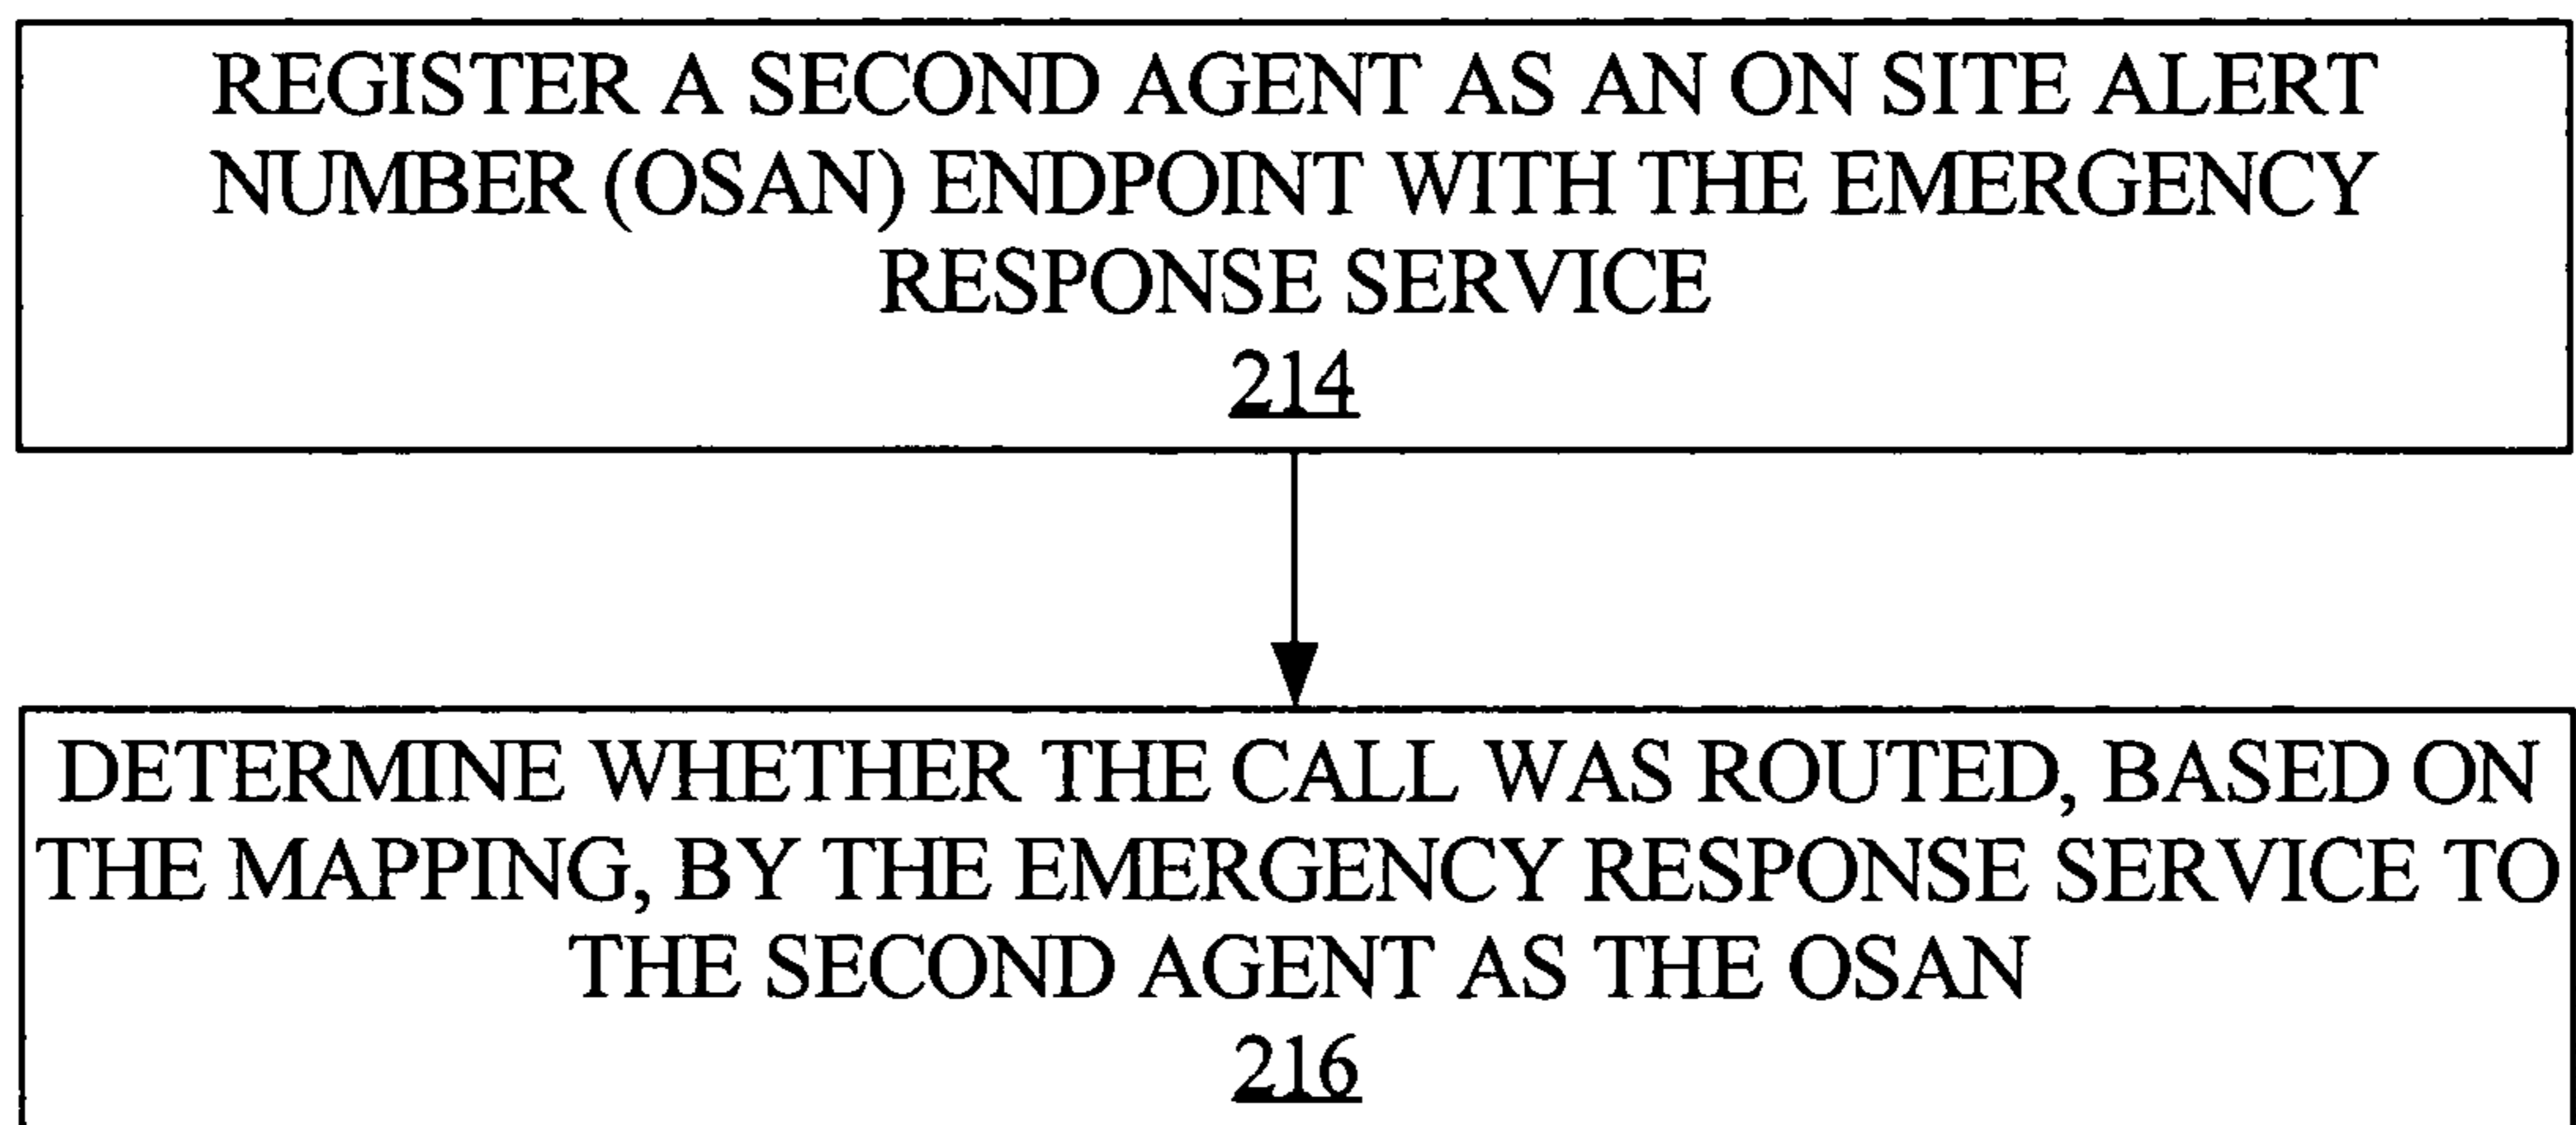 REGISTER A SECOND AGENT AS AN ON SITE ALERT
NUMBER (OSAN) ENDPOINT WITH THE EMERGENCY
RESPONSE SERVICE
214
DETERMINE WHETHER THE CALL WAS ROUTED, BASED ON
THE MAPPING, BY THE EMERGENCY RESPONSE SERVICE TO
THE SECOND AGENT AS THE OSAN
216